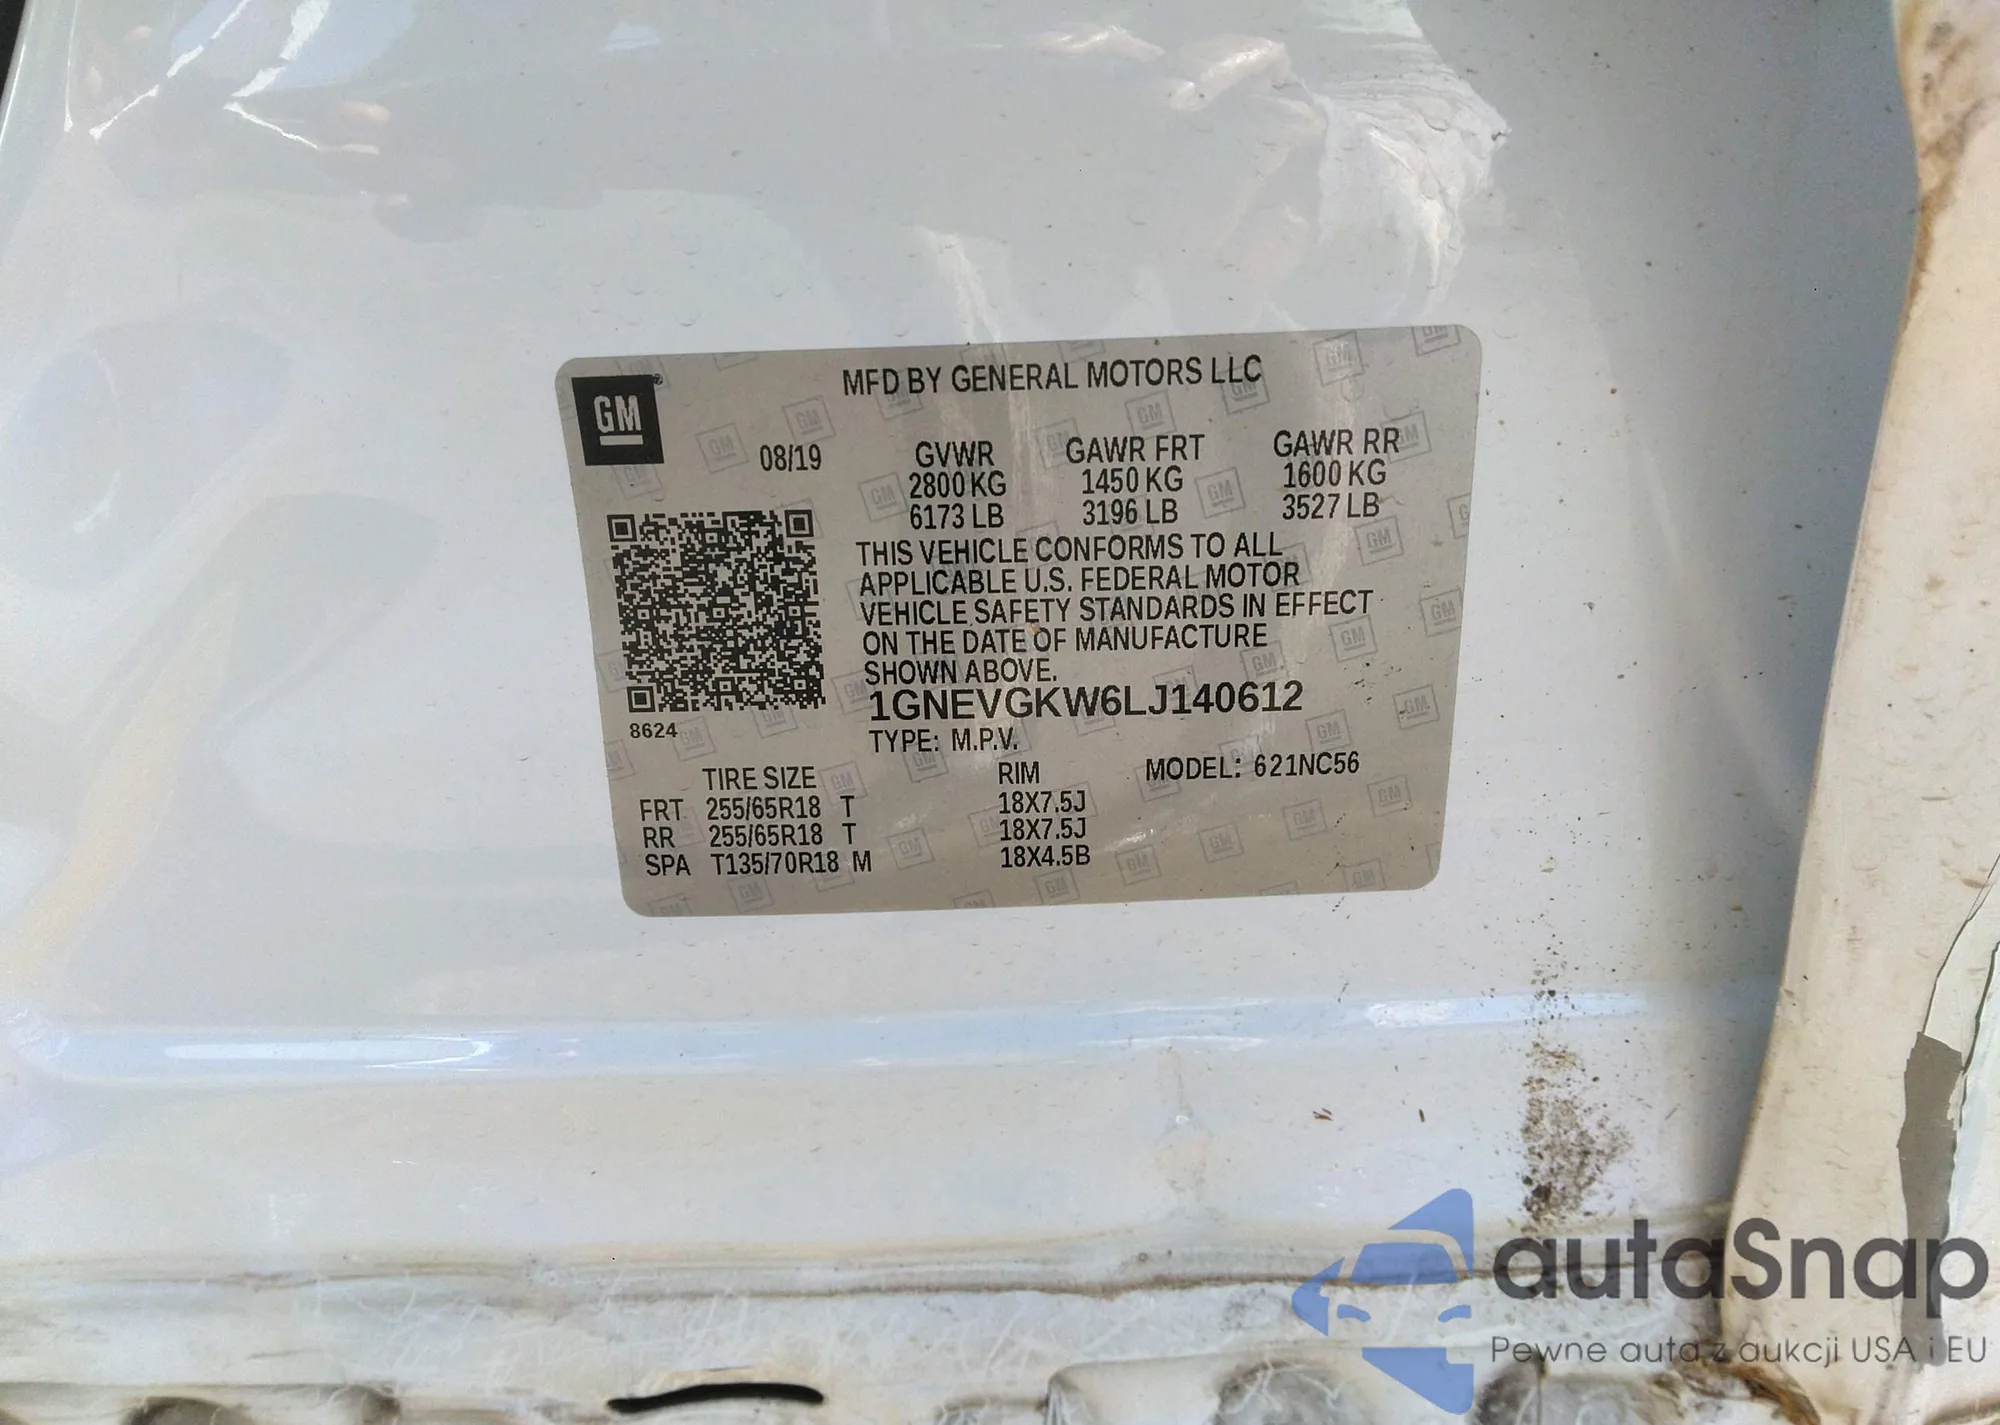 MFD BY GENERAL MOTORS LLC
GM
08/19 GVWR GAWR FRT GAWR RR
2800 KG 1450 KG 1600 KG
6173 LB 3196 LB 3527 LB
THIS VEHICLE CONFORMS TO ALL
APPLICABLE U.S. FEDERAL MOTOR
VEHICLE SAFETY STANDARDS IN EFFECT
ON THE DATE OF MANUFACTURE
SHOWN ABOVE.
1GNEVGKW6LJ140612
8624
TYPE: M.P.V.
TIRE SIZE RIM MODEL: 621NC56
FRT 255/65R18 T 18X7.5J
RR 255/65R18 T 18X7.5J
SPA T135/70R18 M 18X4.5B
autaSnap
Pewne auta z aukcji USA i EU